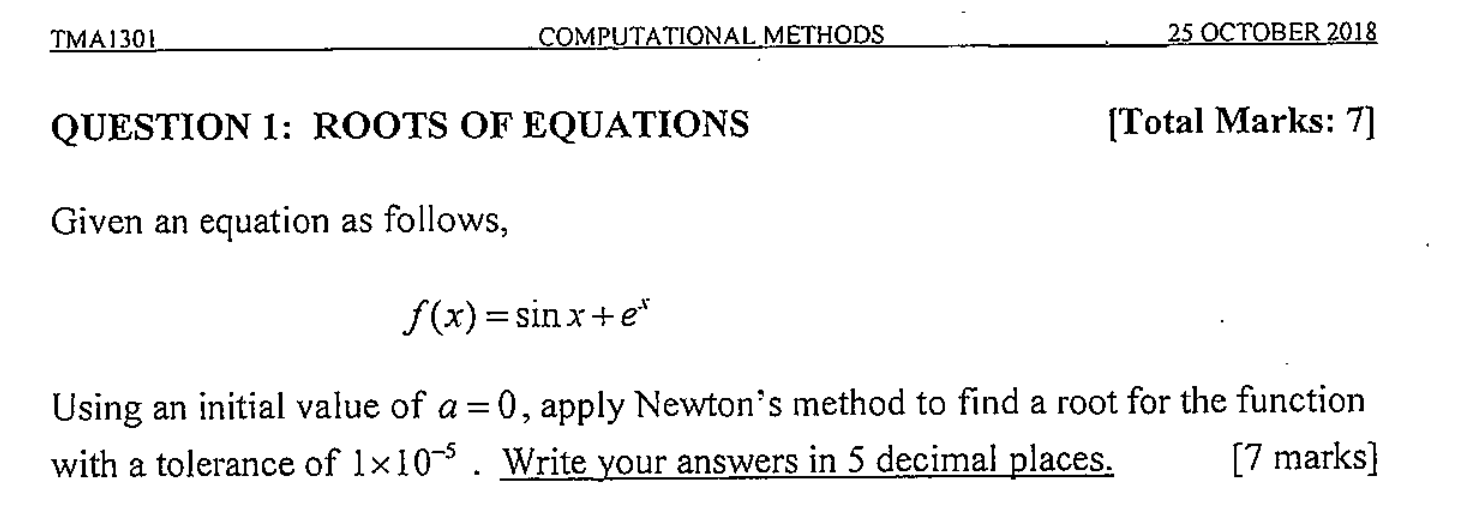 TMA1301 COMPUTATIONAL METHODS 25 OCTOBER 2018
QUESTION 1: ROOTS OF EQUATIONS [Total Marks: 7]
Given an equation as follows,
f(x) = sin x + eˣ
Using an initial value of a = 0, apply Newton's method to find a root for the function
with a tolerance of 1×10⁻⁵ . Write your answers in 5 decimal places. [7 marks]